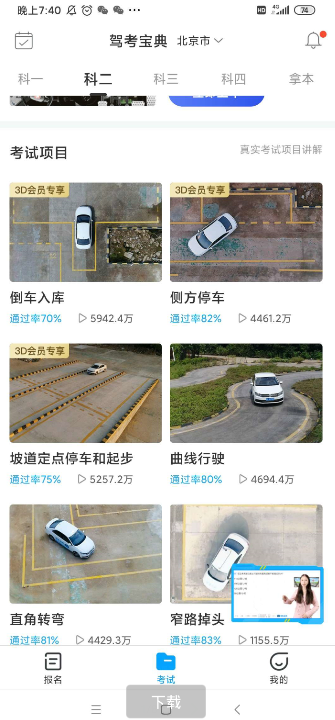 晚上7:40
HD 4G 74
驾考宝典 北京市
科一 科二 科三 科四 拿本
考试项目
真实考试项目讲解
3D会员专享 3D会员专享
倒车入库 侧方停车
通过率70% 5942.4万 通过率82% 4461.2万
3D会员专享
坡道定点停车和起步 曲线行驶
通过率75% 5257.2万 通过率80% 4694.4万
直角转弯 窄路掉头
通过率81% 4429.3万 通过率83% 1155.5万
报名 考试 我的
下载